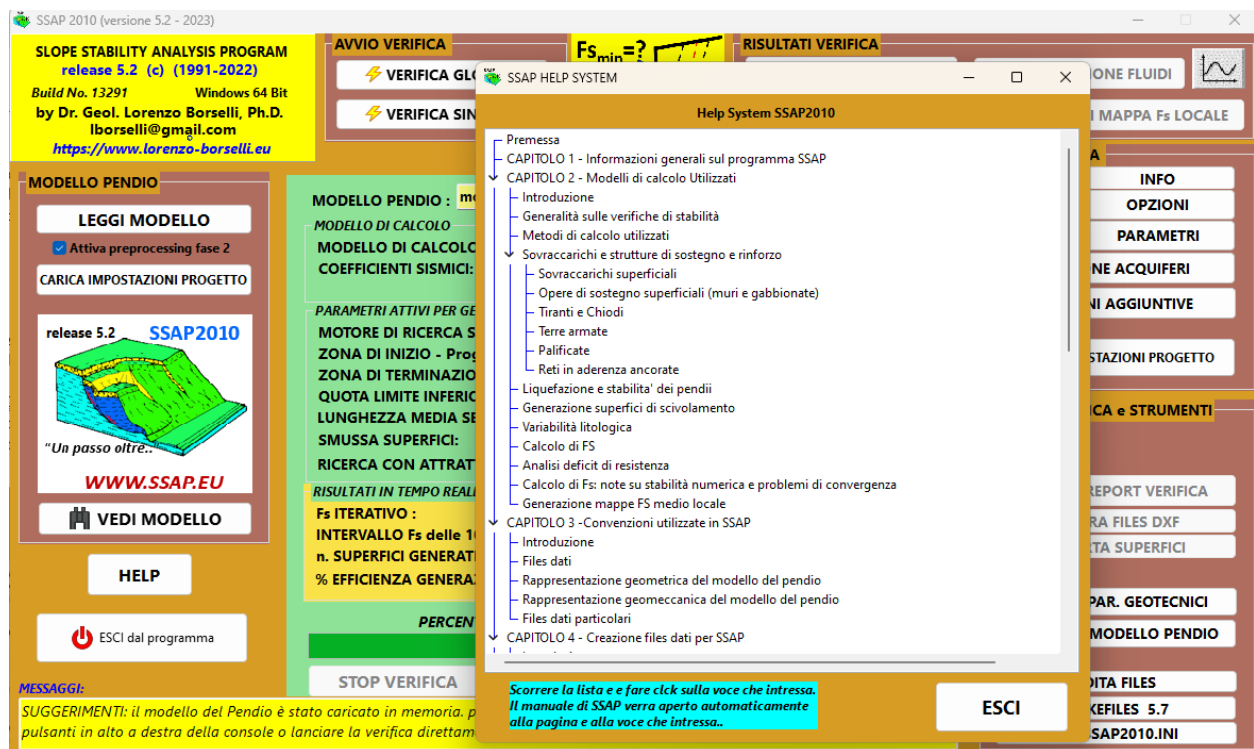 SSAP 2010 (versione 5.2 - 2023)
SLOPE STABILITY ANALYSIS PROGRAM
release 5.2 (c) (1991-2022)
Build No. 13291 Windows 64 Bit
by Dr. Geol. Lorenzo Borselli, Ph.D.
lborselli@gmail.com
https://www.lorenzo-borselli.eu
AVVIO VERIFICA
VERIFICA GLO
VERIFICA SIN
Fsmin=?
RISULTATI VERIFICA
IONE FLUIDI
MAPPA Fs LOCALE
MODELLO PENDIO
LEGGI MODELLO
Attiva preprocessing fase 2
CARICA IMPOSTAZIONI PROGETTO
release 5.2 SSAP2010
"Un passo oltre..
WWW.SSAP.EU
VEDI MODELLO
HELP
ESCI dal programma
MODELLO PENDIO : mo
MODELLO DI CALCOLO
MODELLO DI CALCOLO
COEFFICIENTI SISMICI:
PARAMETRI ATTIVI PER GE
MOTORE DI RICERCA S
ZONA DI INIZIO - Prog
ZONA DI TERMINAZIO
QUOTA LIMITE INFERIO
LUNGHEZZA MEDIA SE
SMUSSA SUPERFICI:
RICERCA CON ATTRAT
RISULTATI IN TEMPO REALE
Fs ITERATIVO :
INTERVALLO Fs delle 1
n. SUPERFICI GENERATE
% EFFICIENZA GENERAZ
PERCEN
STOP VERIFICA
SSAP HELP SYSTEM
Help System SSAP2010
Premessa
CAPITOLO 1 - Informazioni generali sul programma SSAP
CAPITOLO 2 - Modelli di calcolo Utilizzati
Introduzione
Generalità sulle verifiche di stabilità
Metodi di calcolo utilizzati
Sovraccarichi e strutture di sostegno e rinforzo
Sovraccarichi superficiali
Opere di sostegno superficiali (muri e gabbionate)
Tiranti e Chiodi
Terre armate
Palificate
Reti in aderenza ancorate
Liquefazione e stabilita' dei pendii
Generazione superfici di scivolamento
Variabilità litologica
Calcolo di FS
Analisi deficit di resistenza
Calcolo di Fs: note su stabilità numerica e problemi di convergenza
Generazione mappe FS medio locale
CAPITOLO 3 -Convenzioni utilizzate in SSAP
Introduzione
Files dati
Rappresentazione geometrica del modello del pendio
Rappresentazione geomeccanica del modello del pendio
Files dati particolari
CAPITOLO 4 - Creazione files dati per SSAP
Scorrere la lista e e fare clck sulla voce che intressa.
Il manuale di SSAP verra aperto automaticamente
alla pagina e alla voce che intressa..
ESCI
A
INFO
OPZIONI
PARAMETRI
NE ACQUIFERI
NI AGGIUNTIVE
STAZIONI PROGETTO
ICA e STRUMENTI
REPORT VERIFICA
RA FILES DXF
TA SUPERFICI
PAR. GEOTECNICI
MODELLO PENDIO
DITA FILES
KEFILES 5.7
SSAP2010.INI
MESSAGGI:
SUGGERIMENTI: il modello del Pendio è stato caricato in memoria. p
pulsanti in alto a destra della console o lanciare la verifica direttam